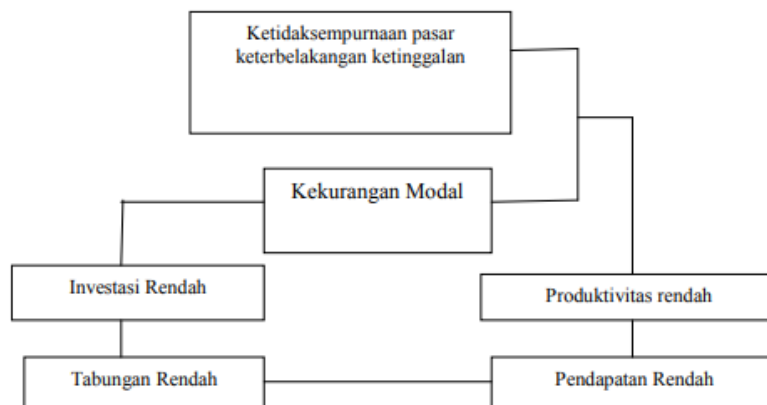 Ketidaksempurnaan pasar
keterbelakangan ketinggalan
Kekurangan Modal
Investasi Rendah
Produktivitas rendah
Tabungan Rendah
Pendapatan Rendah